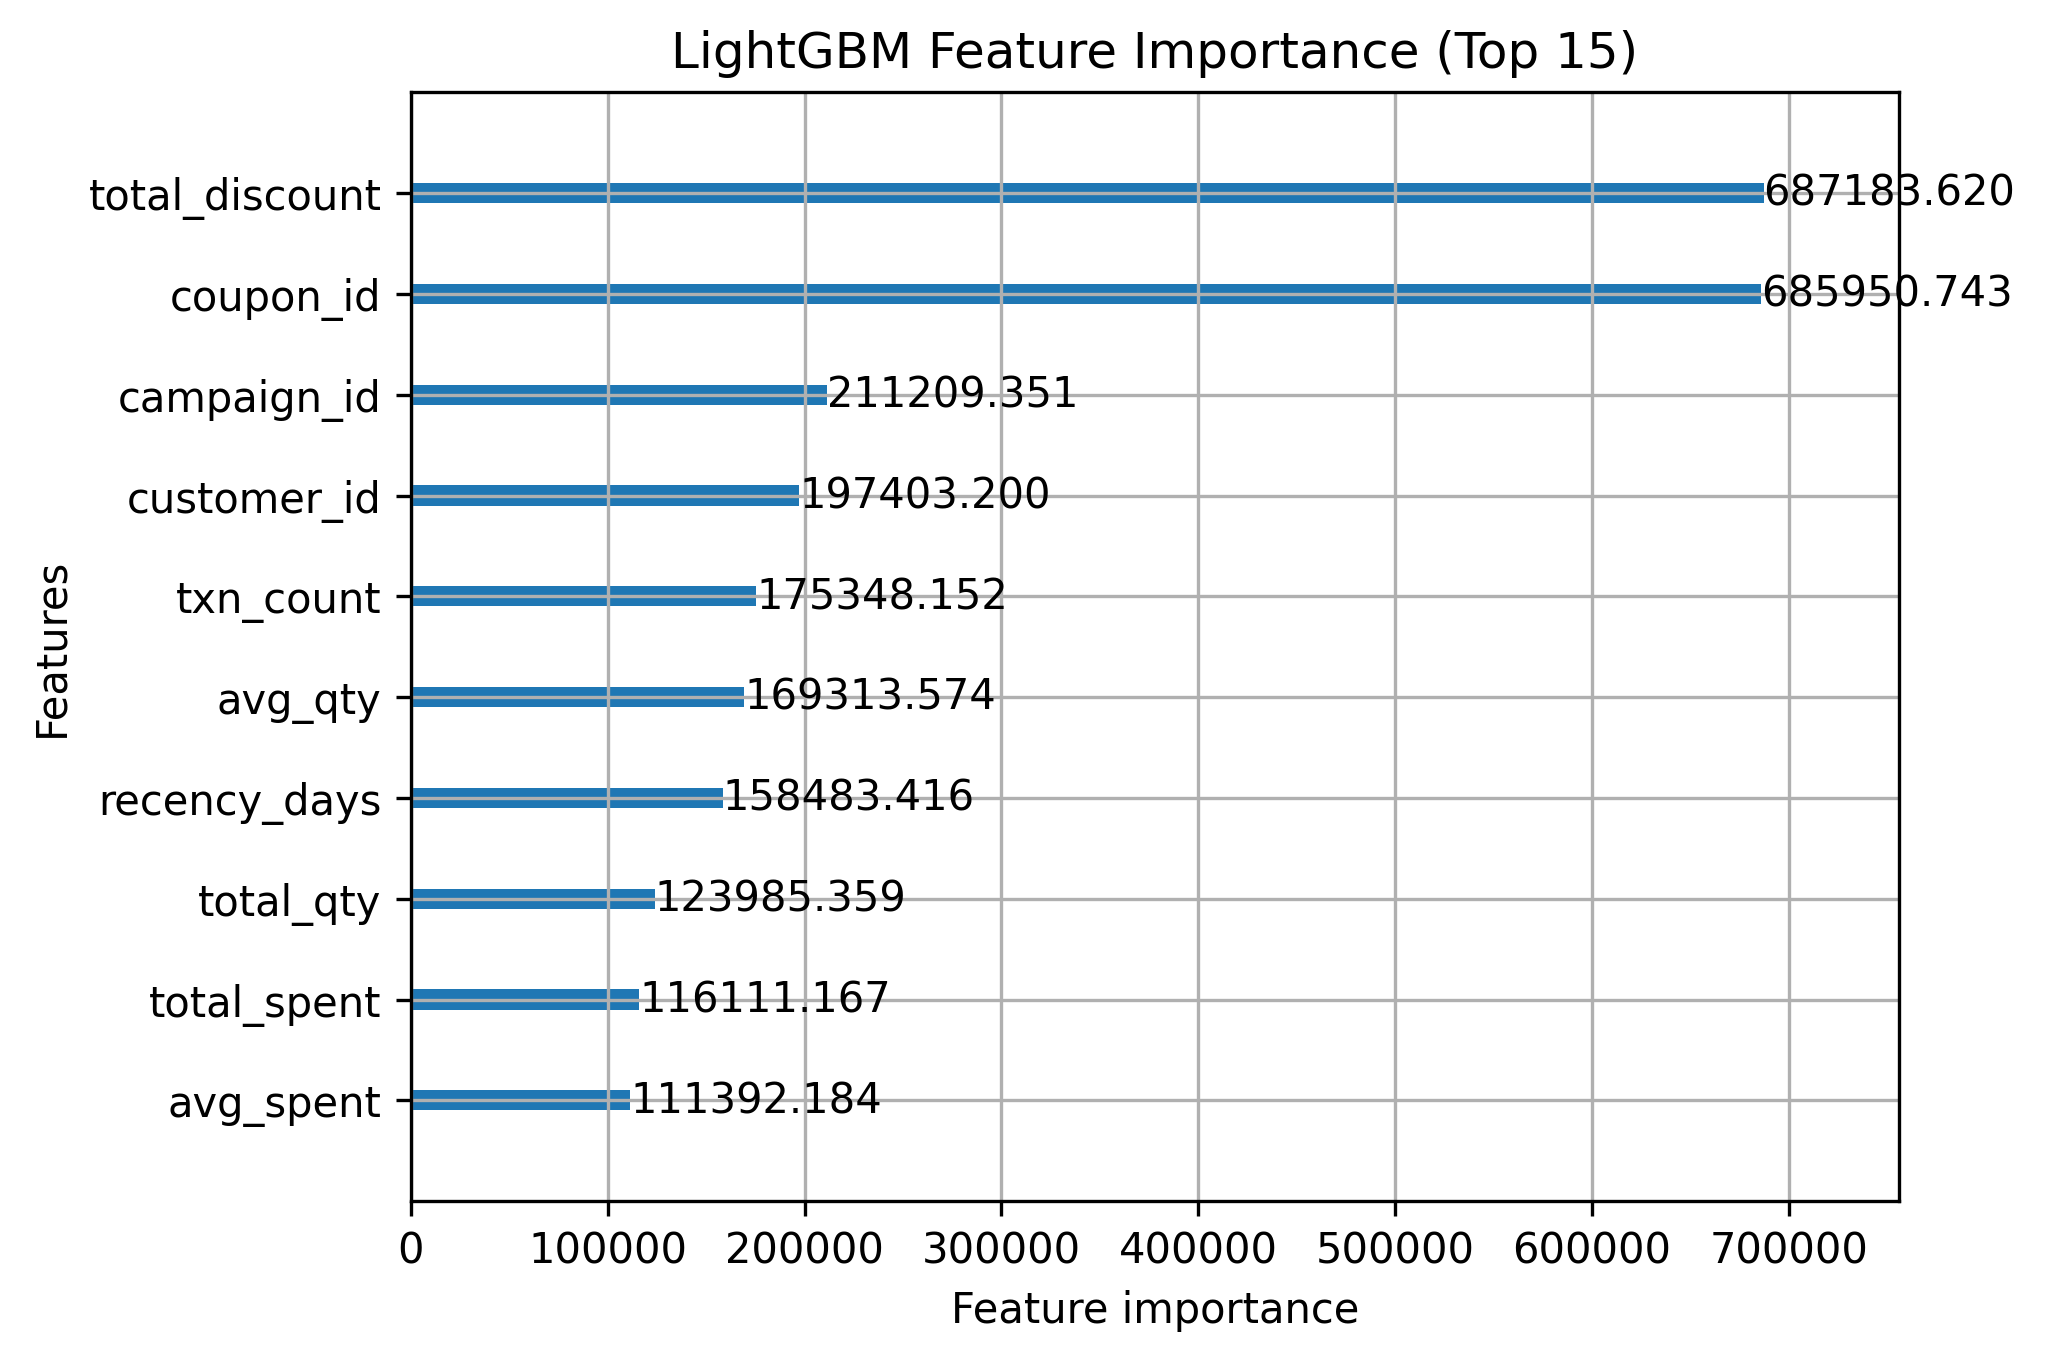 LightGBM Feature Importance (Top 15)
total_discount 687183.620
coupon_id 685950.743
campaign_id 211209.351
customer_id 197403.200
txn_count 175348.152
avg_qty 169313.574
recency_days 158483.416
total_qty 123985.359
total_spent 116111.167
avg_spent 111392.184
Features
0 100000 200000 300000 400000 500000 600000 700000
Feature importance